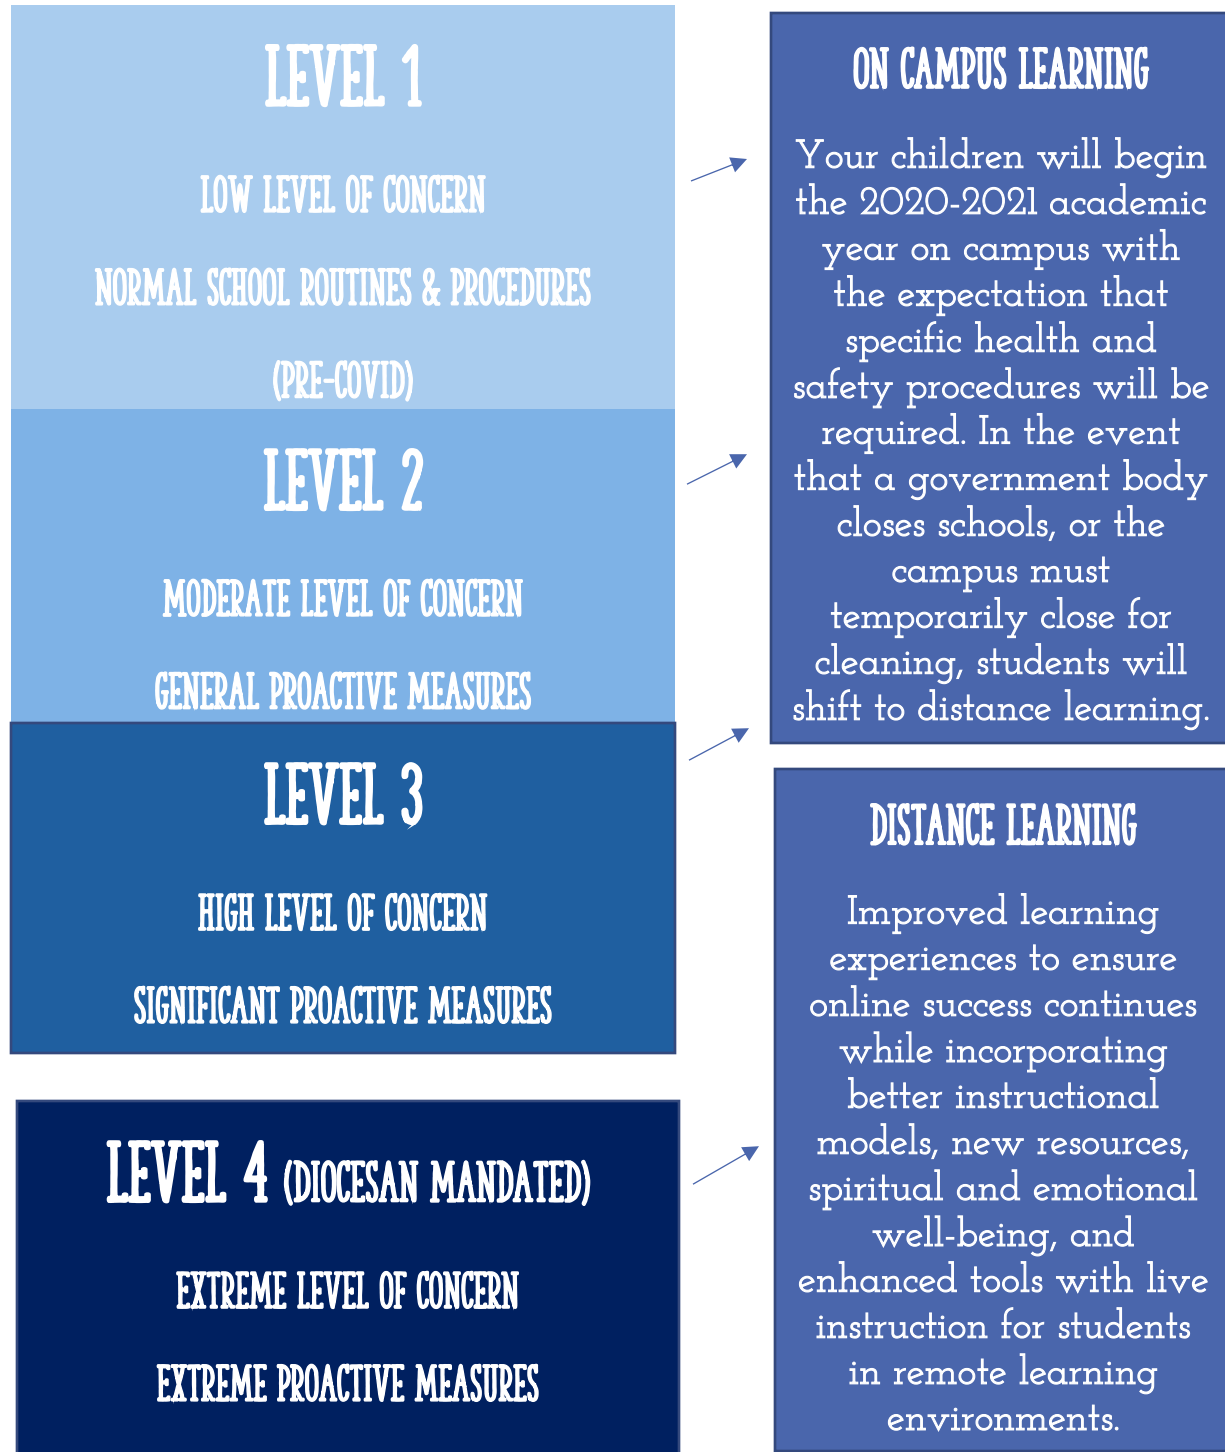 LEVEL 1
LOW LEVEL OF CONCERN
NORMAL SCHOOL ROUTINES & PROCEDURES
(PRE-COVID)
LEVEL 2
MODERATE LEVEL OF CONCERN
GENERAL PROACTIVE MEASURES
LEVEL 3
HIGH LEVEL OF CONCERN
SIGNIFICANT PROACTIVE MEASURES
LEVEL 4 (DIOCESAN MANDATED)
EXTREME LEVEL OF CONCERN
EXTREME PROACTIVE MEASURES
ON CAMPUS LEARNING
Your children will begin
the 2020-2021 academic
year on campus with
the expectation that
specific health and
safety procedures will be
required. In the event
that a government body
closes schools, or the
campus must
temporarily close for
cleaning, students will
shift to distance learning.
DISTANCE LEARNING
Improved learning
experiences to ensure
online success continues
while incorporating
better instructional
models, new resources,
spiritual and emotional
well-being, and
enhanced tools with live
instruction for students
in remote learning
environments.